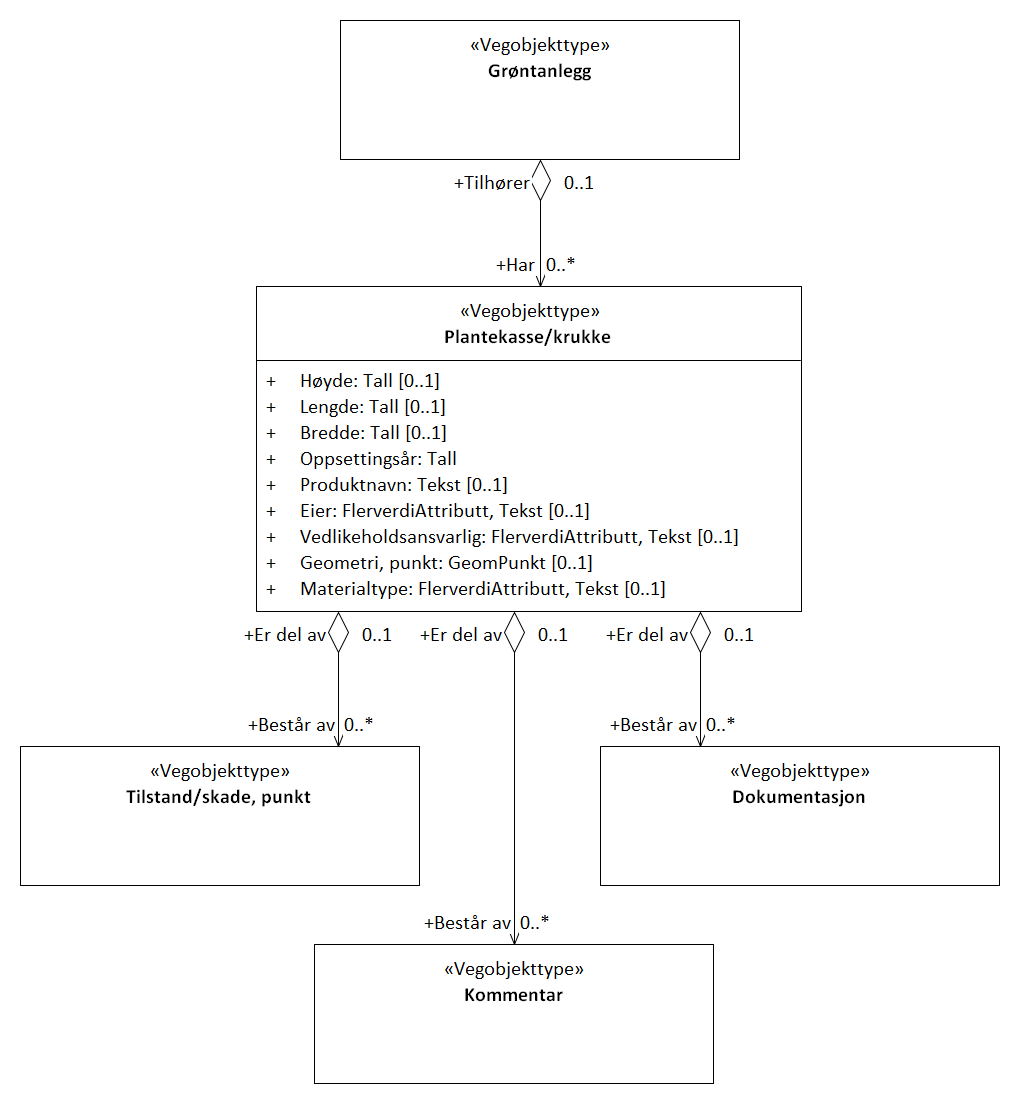 «Vegobjekttype»
Grøntanlegg
+Tilhører 0..1
+Har 0..*
«Vegobjekttype»
Plantekasse/krukke
+ Høyde: Tall [0..1]
+ Lengde: Tall [0..1]
+ Bredde: Tall [0..1]
+ Oppsettingsår: Tall
+ Produktnavn: Tekst [0..1]
+ Eier: FlerverdiAttributt, Tekst [0..1]
+ Vedlikeholdsansvarlig: FlerverdiAttributt, Tekst [0..1]
+ Geometri, punkt: GeomPunkt [0..1]
+ Materialtype: FlerverdiAttributt, Tekst [0..1]
+Er del av 0..1 +Er del av 0..1 +Er del av 0..1
+Består av 0..* +Består av 0..*
«Vegobjekttype» «Vegobjekttype»
Tilstand/skade, punkt Dokumentasjon
+Består av 0..*
«Vegobjekttype»
Kommentar